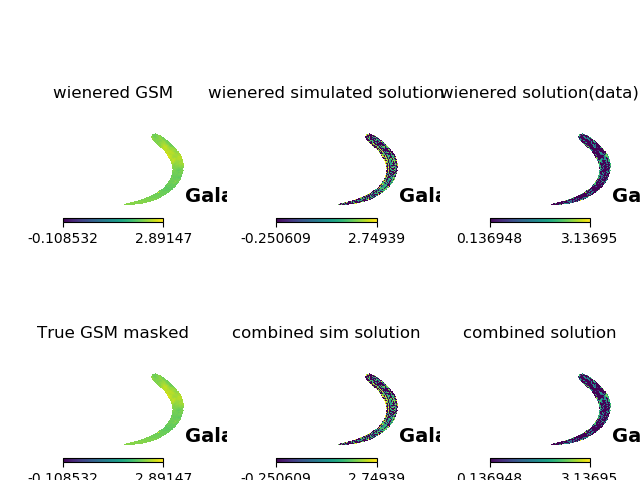 wienered GSM
wienered simulated solution
wienered solution(data)
Gala
Gala
Ga
-0.108532 2.89147
-0.250609 2.74939
0.136948 3.13695
True GSM masked
combined sim solution
combined solution
Gala
Gala
Ga
-0.108532 2.89147
-0.250609 2.74939
0.136948 3.13695